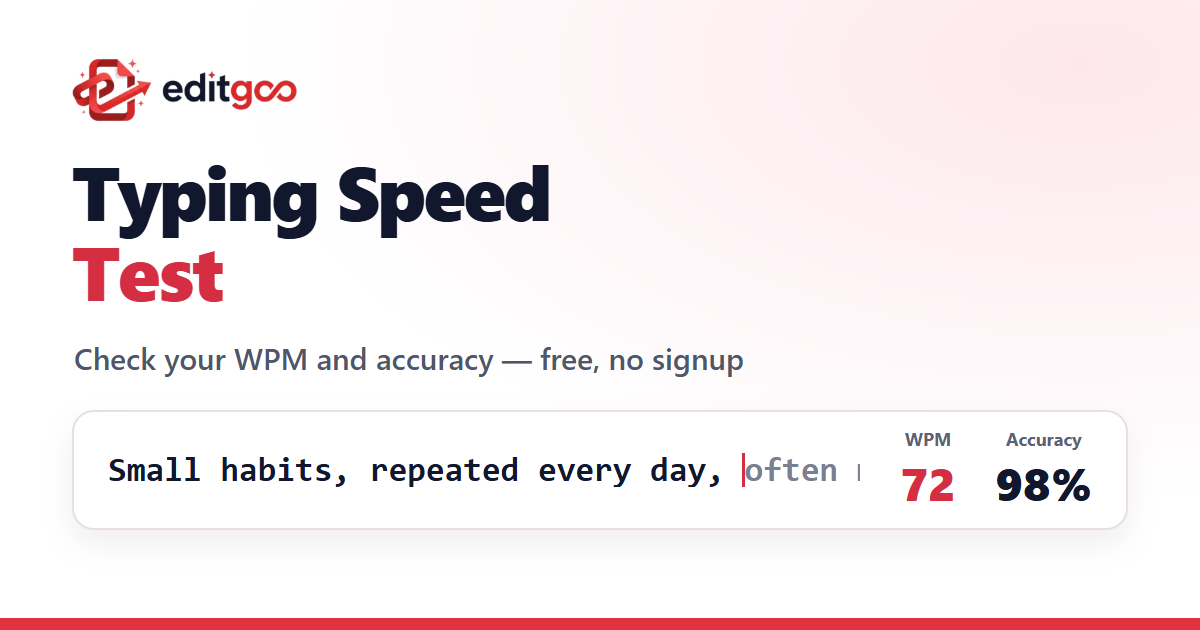 editgoo
Typing Speed
Test
Check your WPM and accuracy — free, no signup
Small habits, repeated every day, often
WPM
72
Accuracy
98%